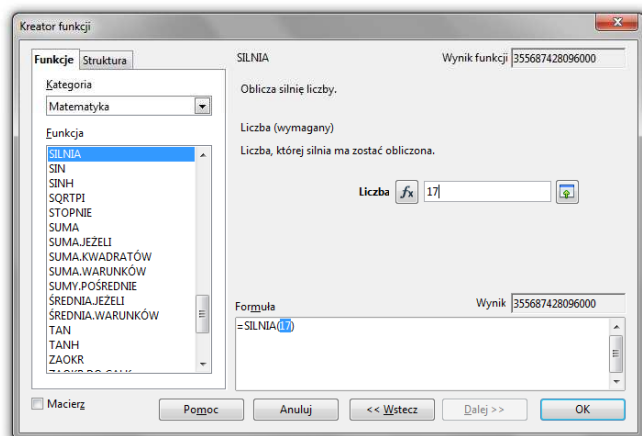 Kreator funkcji
Funkcje Struktura
SILNIA
Wynik funkcji 355687428096000
Kategoria
Matematyka
Oblicza silnię liczby.
Funkcja
Liczba (wymagany)
Liczba, której silnia ma zostać obliczona.
Liczba fx 17
SILNIA
SIN
SINH
SQRTPI
STOPNIE
SUMA
SUMA.JEŻELI
SUMA.KWADRATÓW
SUMA.WARUNKÓW
SUMY.POŚREDNIE
ŚREDNIA.JEŻELI
ŚREDNIA.WARUNKÓW
TAN
TANH
ZAOKR
ZAOKR.DO.CAŁK
Formuła
Wynik 355687428096000
=SILNIA(17)
Macierz
Pomoc
Anuluj
<< Wstecz
Dalej >>
OK